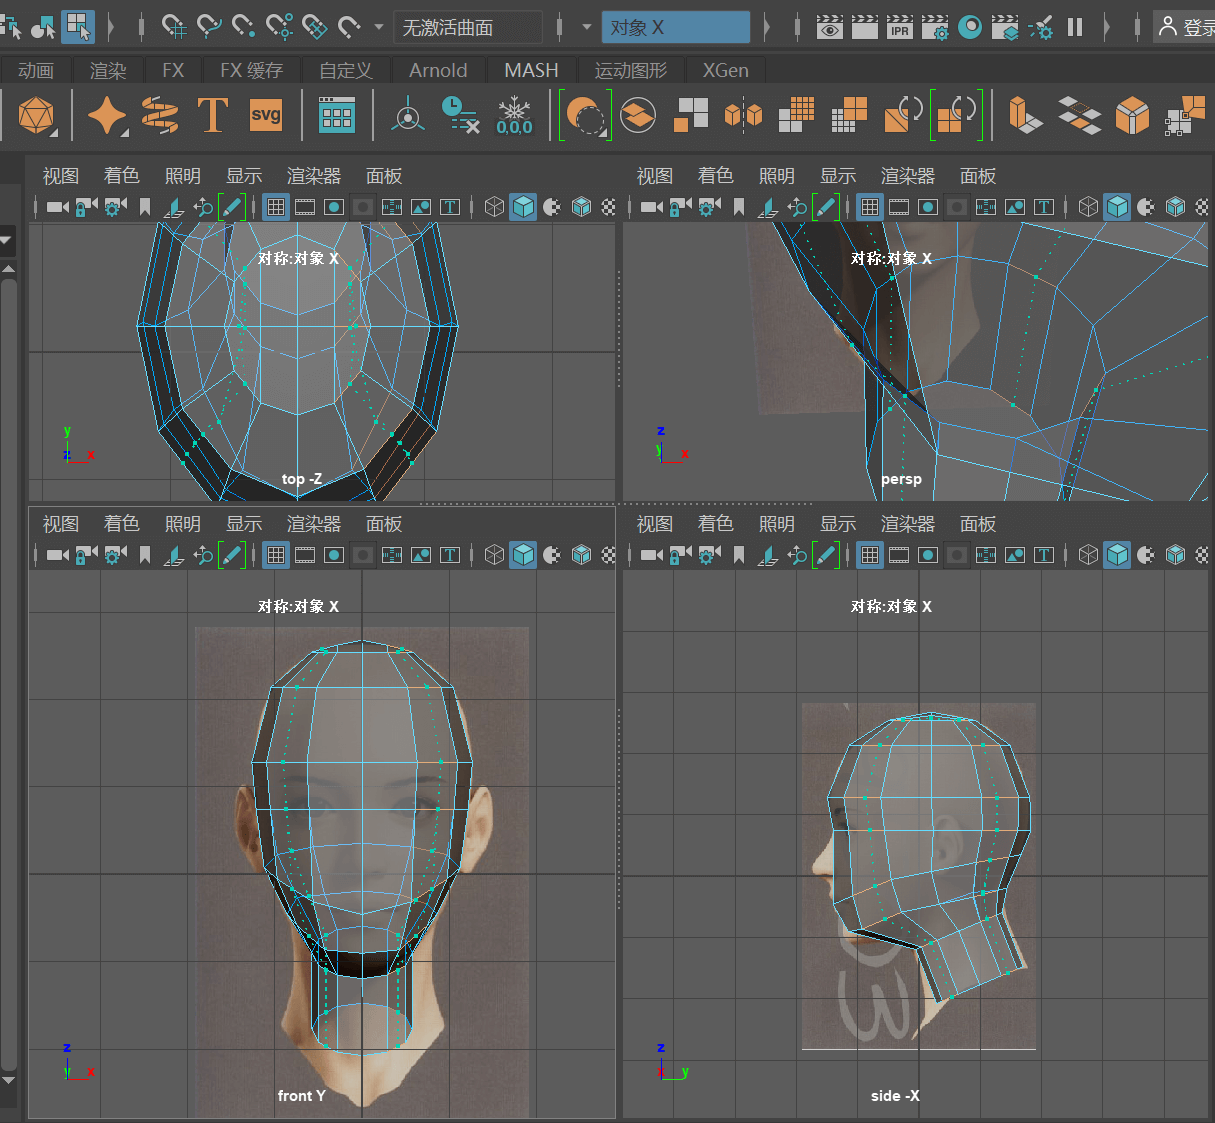 无激活曲面
对象 X
IPR
登录
动画 渲染 FX FX 缓存 自定义 Arnold MASH 运动图形 XGen
T svg 0,0,0
视图 着色 照明 显示 渲染器 面板
T
对称:对象 X
y
z x
top -Z
视图 着色 照明 显示 渲染器 面板
T
对称:对象 X
z
y x
persp
视图 着色 照明 显示 渲染器 面板
T
对称:对象 X
z
y x
front Y
视图 着色 照明 显示 渲染器 面板
T
对称:对象 X
z
x y
side -X